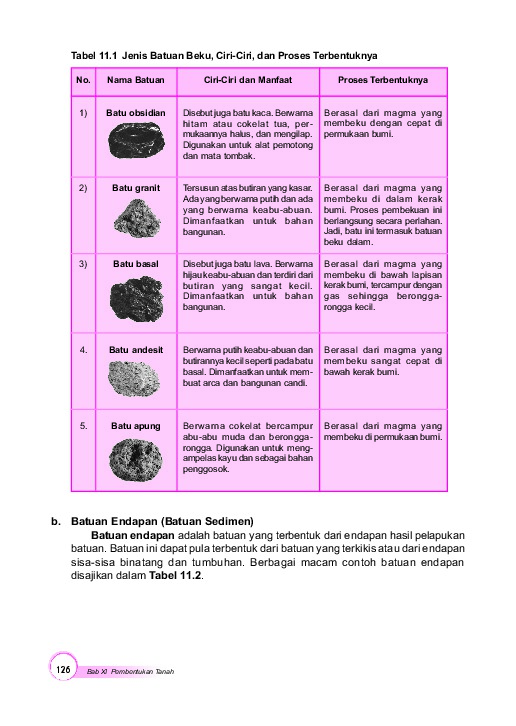 Tabel 11.1 Jenis Batuan Beku, Ciri-Ciri, dan Proses Terbentuknya
No. Nama Batuan Ciri-Ciri dan Manfaat Proses Terbentuknya
1) Batu obsidian
Disebut juga batu kaca. Berwarna
hitam atau cokelat tua, per-
mukaannya halus, dan mengilap.
Digunakan untuk alat pemotong
dan mata tombak.
Berasal dari magma yang
membeku dengan cepat di
permukaan bumi.
2) Batu granit
Tersusun atas butiran yang kasar.
Ada yang berwarna putih dan ada
yang berwarna keabu-abuan.
Dimanfaatkan untuk bahan
bangunan.
Berasal dari magma yang
membeku di dalam kerak
bumi. Proses pembekuan ini
berlangsung secara perlahan.
Jadi, batu ini termasuk batuan
beku dalam.
3) Batu basal
Disebut juga batu lava. Berwarna
hijau keabu-abuan dan terdiri dari
butiran yang sangat kecil.
Dimanfaatkan untuk bahan
bangunan.
Berasal dari magma yang
membeku di bawah lapisan
kerak bumi, tercampur dengan
gas sehingga berongga-
rongga kecil.
4. Batu andesit
Berwarna putih keabu-abuan dan
butirannya kecil seperti pada batu
basal. Dimanfaatkan untuk mem-
buat arca dan bangunan candi.
Berasal dari magma yang
membeku sangat cepat di
bawah kerak bumi.
5. Batu apung
Berwarna cokelat bercampur
abu-abu muda dan berongga-
rongga. Digunakan untuk meng-
ampelas kayu dan sebagai bahan
penggosok.
Berasal dari magma yang
membeku di permukaan bumi.
b. Batuan Endapan (Batuan Sedimen)
Batuan endapan adalah batuan yang terbentuk dari endapan hasil pelapukan
batuan. Batuan ini dapat pula terbentuk dari batuan yang terkikis atau dari endapan
sisa-sisa binatang dan tumbuhan. Berbagai macam contoh batuan endapan
disajikan dalam Tabel 11.2.
126 Bab XI Pembentukan Tanah